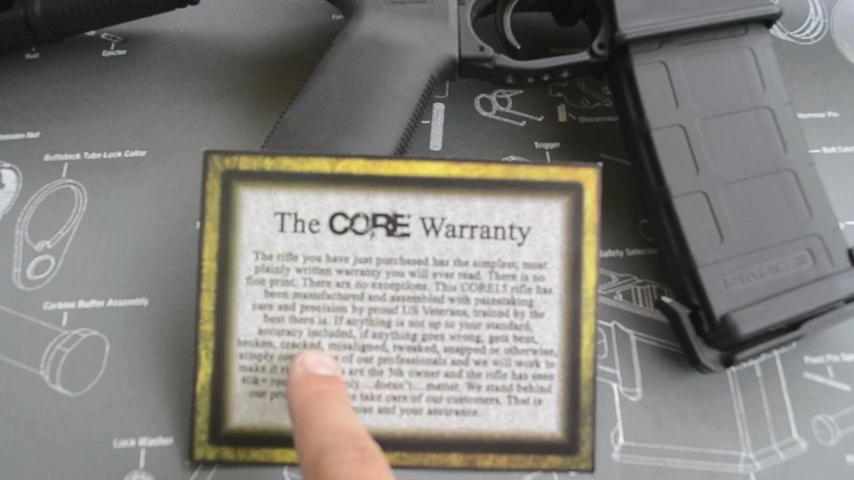 Ejector
Buttstock Tube Lock Collar
Trigger
Disconnect
Hammer Pin
Safety Selector
Carbine Buffer Assembly
Lock Washer
The CORE Warranty
The rifle you have just purchased has the simplest, most
plainly written warranty you will ever read. There is no
fine print. There are no exceptions. This CORE15 rifle has
been manufactured and assembled with painstaking
care and precision by proud US Veterans, trained by the
best there is. If anything is not up to your standard,
accuracy included, if anything goes wrong, gets bent,
broken, cracked, misaligned, tweaked, snapped or otherwise,
simply of our professionals and we will work to
make it are the 5th owner and the rifle has seen
40k+ doesn't matter. We stand behind
our take care of our customers. That is
and your assurance.